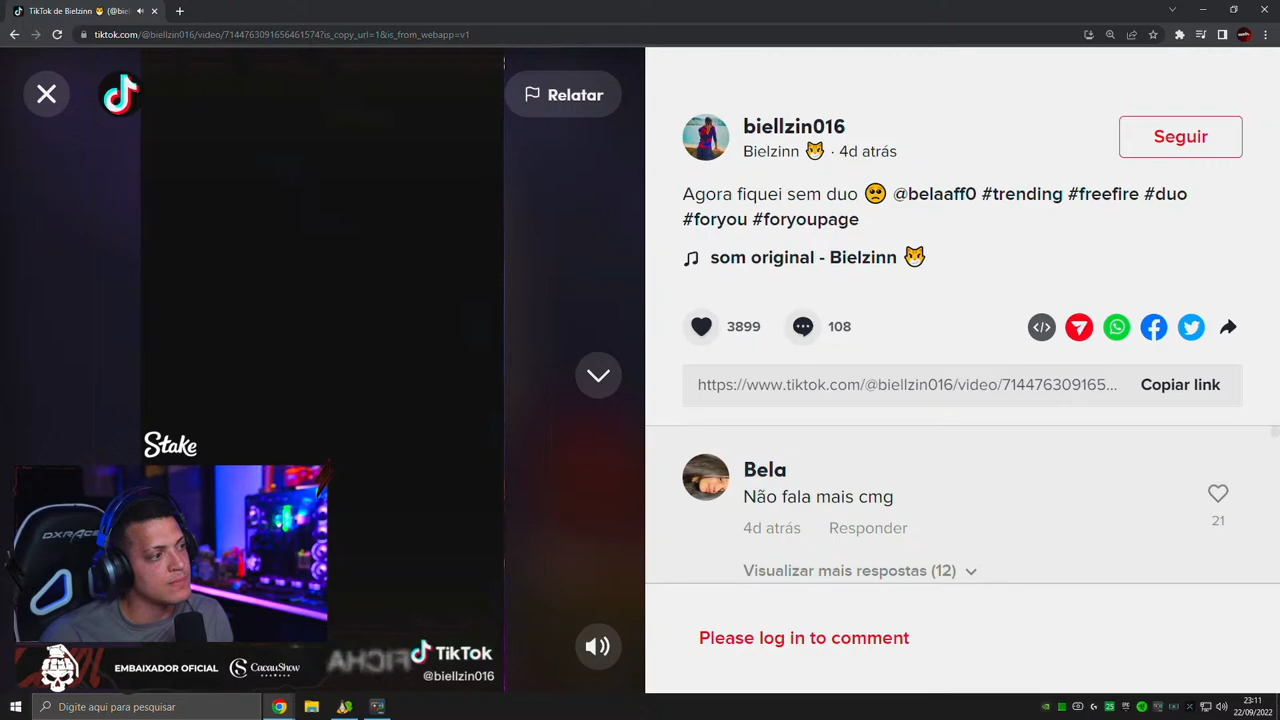 TikTok de Bielzinn 🐱 (@biel
tiktok.com/@biellzin016/video/7144763091656461574?is_copy_url=1&is_from_webapp=v1
Relatar
biellzin016
Bielzinn 🐱 · 4d atrás
Seguir
Agora fiquei sem duo 🥺 @belaaff0 #trending #freefire #duo
#foryou #foryoupage
som original - Bielzinn 🐱
3899
108
https://www.tiktok.com/@biellzin016/video/714476309165...
Copiar link
Bela
Não fala mais cmg
21
4d atrás
Responder
Visualizar mais respostas (12)
Please log in to comment
Stake
DXRACER
EMBAIXADOR OFICIAL
CacauShow
FICHA
TikTok
@biellzin016
Digite aqui para pesquisar
25
23:11
22/09/2022